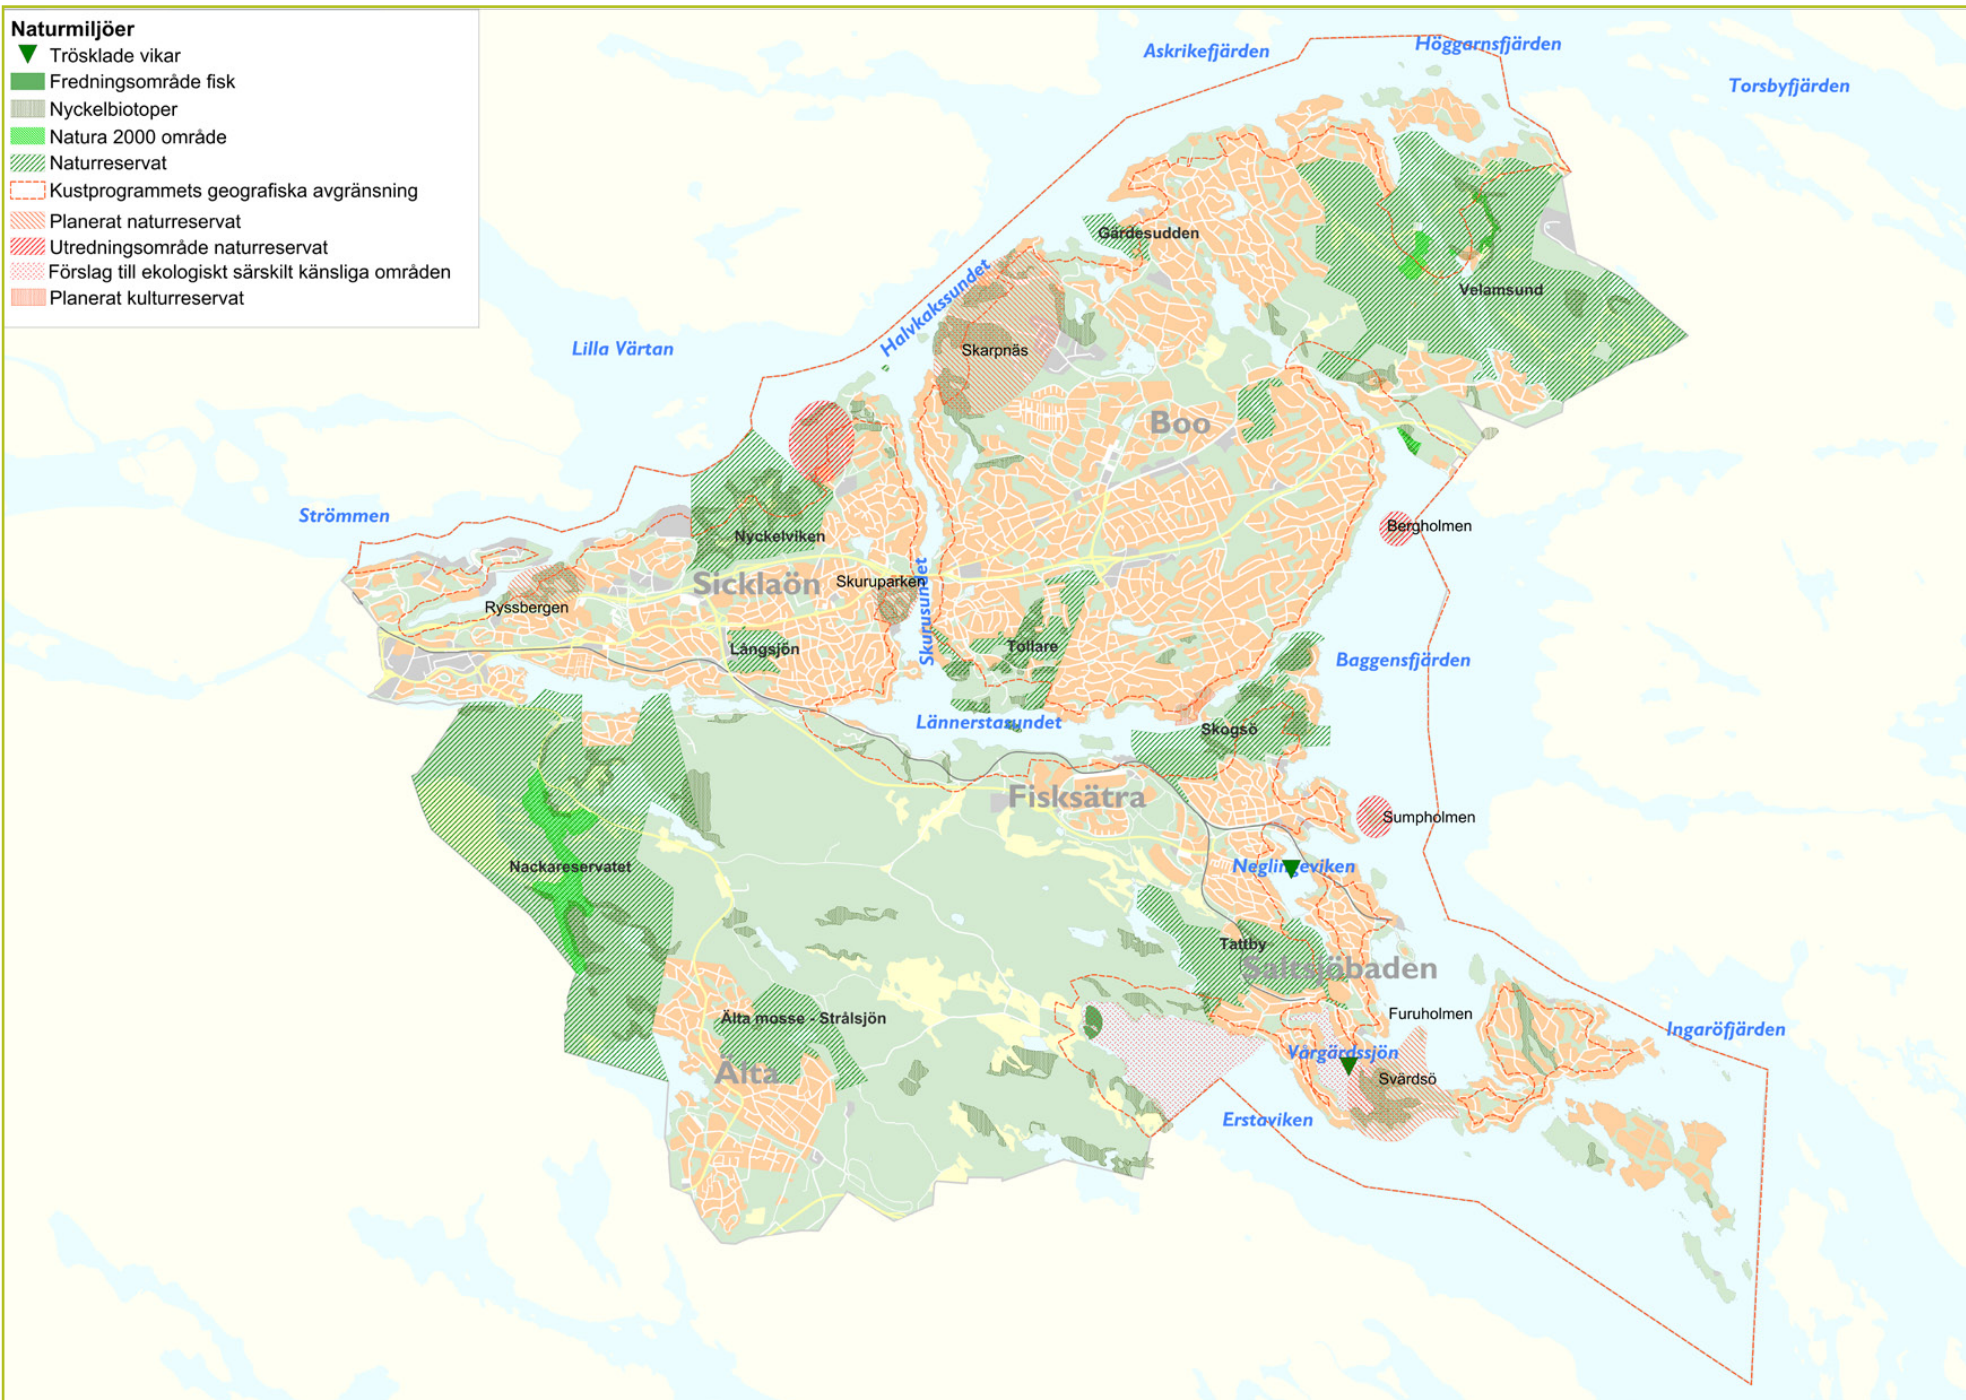 Naturmiljöer
Trösklade vikar
Fredningsområde fisk
Nyckelbiotoper
Natura 2000 område
Naturreservat
Kustprogrammets geografiska avgränsning
Planerat naturreservat
Utredningsområde naturreservat
Förslag till ekologiskt särskilt känsliga områden
Planerat kulturreservat
Askrikefjärden
Höggarnsfjärden
Torsbyfjärden
Gärdesudden
Velamsund
Halvkakssundet
Lilla Värtan
Skarpnäs
Boo
Strömmen
Bergholmen
Nyckelviken
Sicklaön
Skuruparken
Ryssbergen
Skurusundet
Långsjön
Tollare
Baggensfjärden
Lännerstasundet
Skogsö
Fisksätra
Sumpholmen
Nackareservatet
Neglingeviken
Tattby
Saltsjöbaden
Furuholmen
Älta mosse - Strålsjön
Ingaröfjärden
Vårgärdssjön
Älta
Svärdsö
Erstaviken